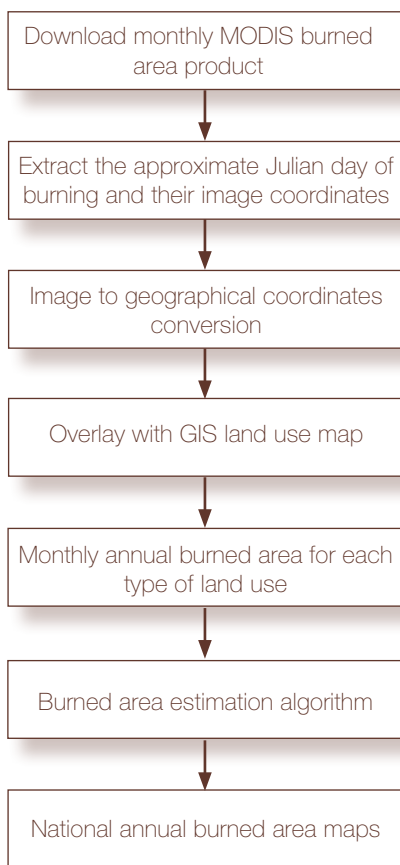 Download monthly MODIS burned
area product
Extract the approximate Julian day of
burning and their image coordinates
Image to geographical coordinates
conversion
Overlay with GIS land use map
Monthly annual burned area for each
type of land use
Burned area estimation algorithm
National annual burned area maps